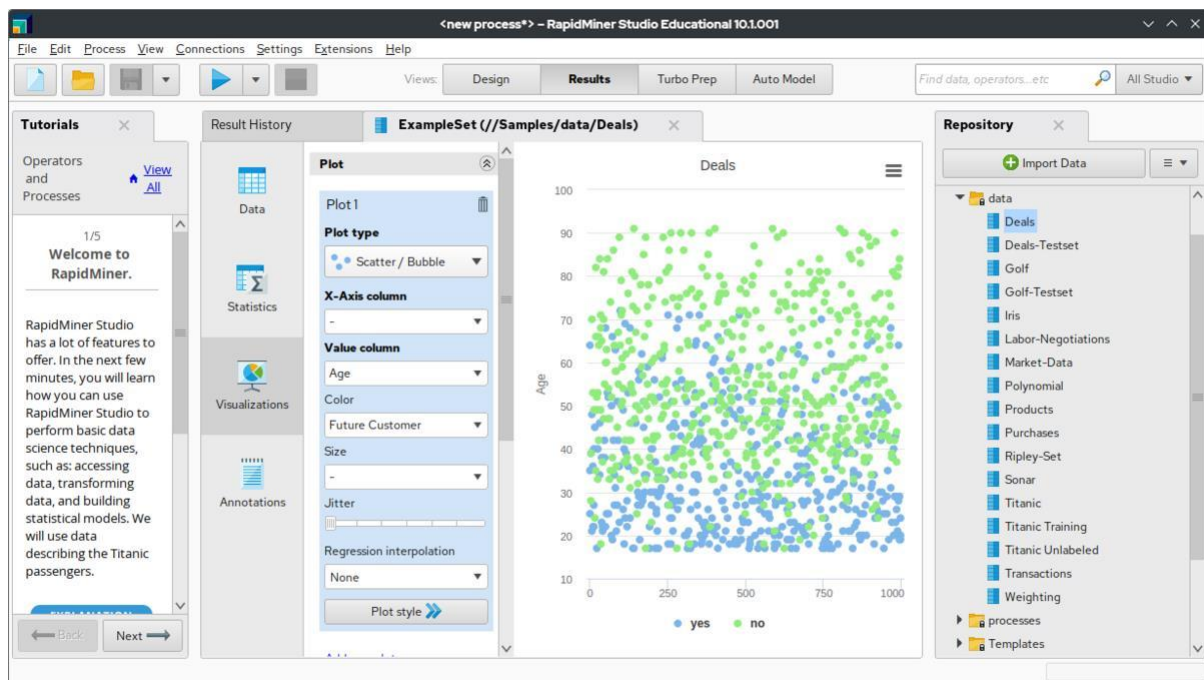 <new process*> – RapidMiner Studio Educational 10.1.001
File Edit Process View Connections Settings Extensions Help
Views: Design Results Turbo Prep Auto Model
Find data, operators...etc
All Studio
Tutorials
Operators
and
Processes
View
All
1/5
Welcome to
RapidMiner.
RapidMiner Studio
has a lot of features to
offer. In the next few
minutes, you will learn
how you can use
RapidMiner Studio to
perform basic data
science techniques,
such as: accessing
data, transforming
data, and building
statistical models. We
will use data
describing the Titanic
passengers.
Back
Next
Result History
ExampleSet (//Samples/data/Deals)
Data
Statistics
Visualizations
Annotations
Plot
Plot 1
Plot type
Scatter / Bubble
X-Axis column
-
Value column
Age
Color
Future Customer
Size
-
Jitter
Regression interpolation
None
Plot style
Deals
100
90
80
70
60
50
40
30
20
10
Age
0 250 500 750 1000
yes no
Repository
Import Data
data
Deals
Deals-Testset
Golf
Golf-Testset
Iris
Labor-Negotiations
Market-Data
Polynomial
Products
Purchases
Ripley-Set
Sonar
Titanic
Titanic Training
Titanic Unlabeled
Transactions
Weighting
processes
Templates